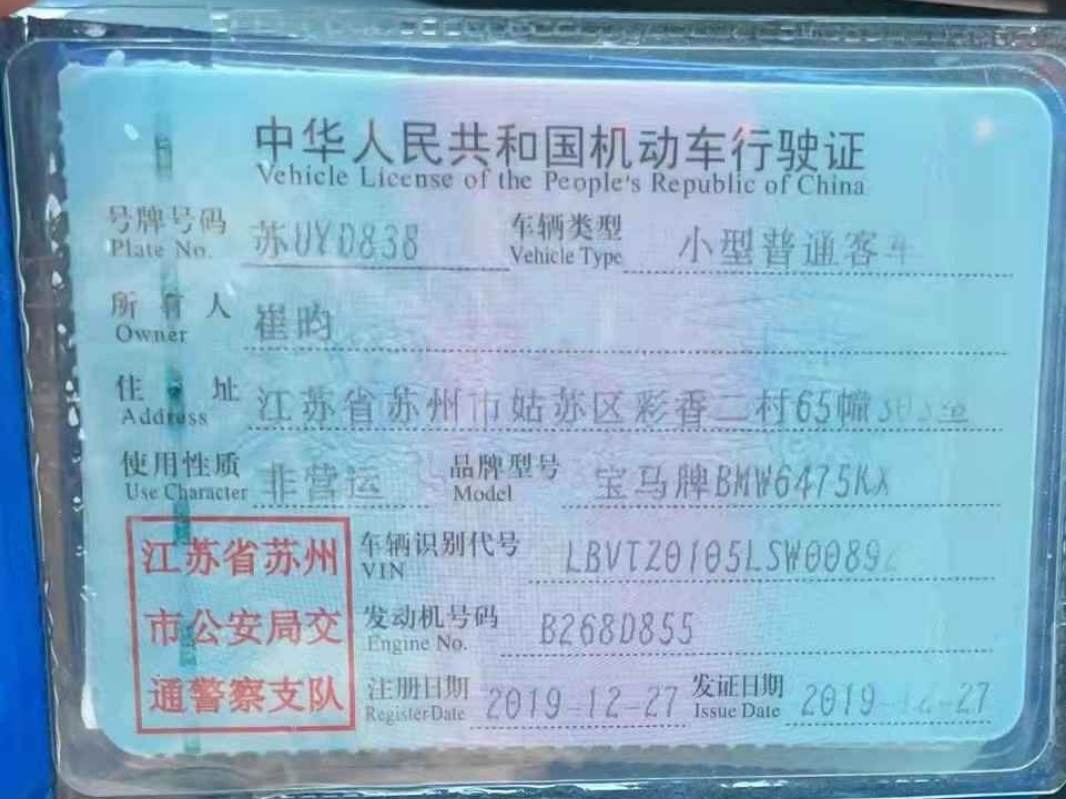 中华人民共和国机动车行驶证
Vehicle License of the People's Republic of China
号牌号码 苏UYD838 车辆类型 小型普通客车
Plate No. Vehicle Type
所有人 崔昀
Owner
住址 江苏省苏州市姑苏区彩香二村65幢
Address
使用性质 非营运 品牌型号 宝马牌BMW6475KX
Use Character Model
江苏省苏州 车辆识别代号
VIN
市公安局交 发动机号码 B268D855
Engine No.
通警察支队 注册日期 2019-12-27 发证日期 2019-12-27
Register Date Issue Date